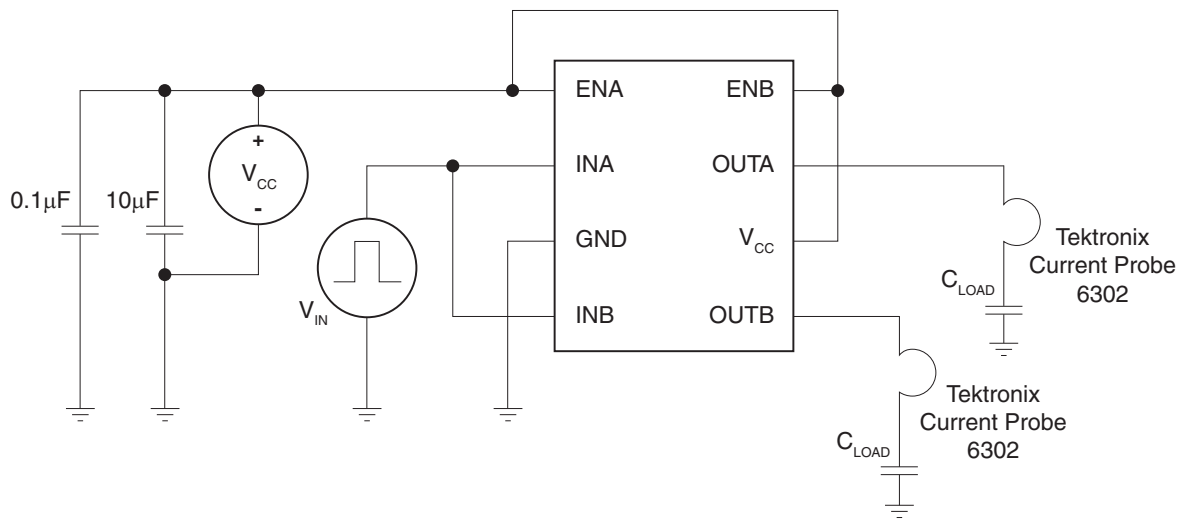 ENA
ENB
+
V_CC
-
INA
OUTA
0.1µF
10µF
GND
V_CC
Tektronix
Current Probe
6302
C_LOAD
V_IN
INB
OUTB
Tektronix
Current Probe
6302
C_LOAD